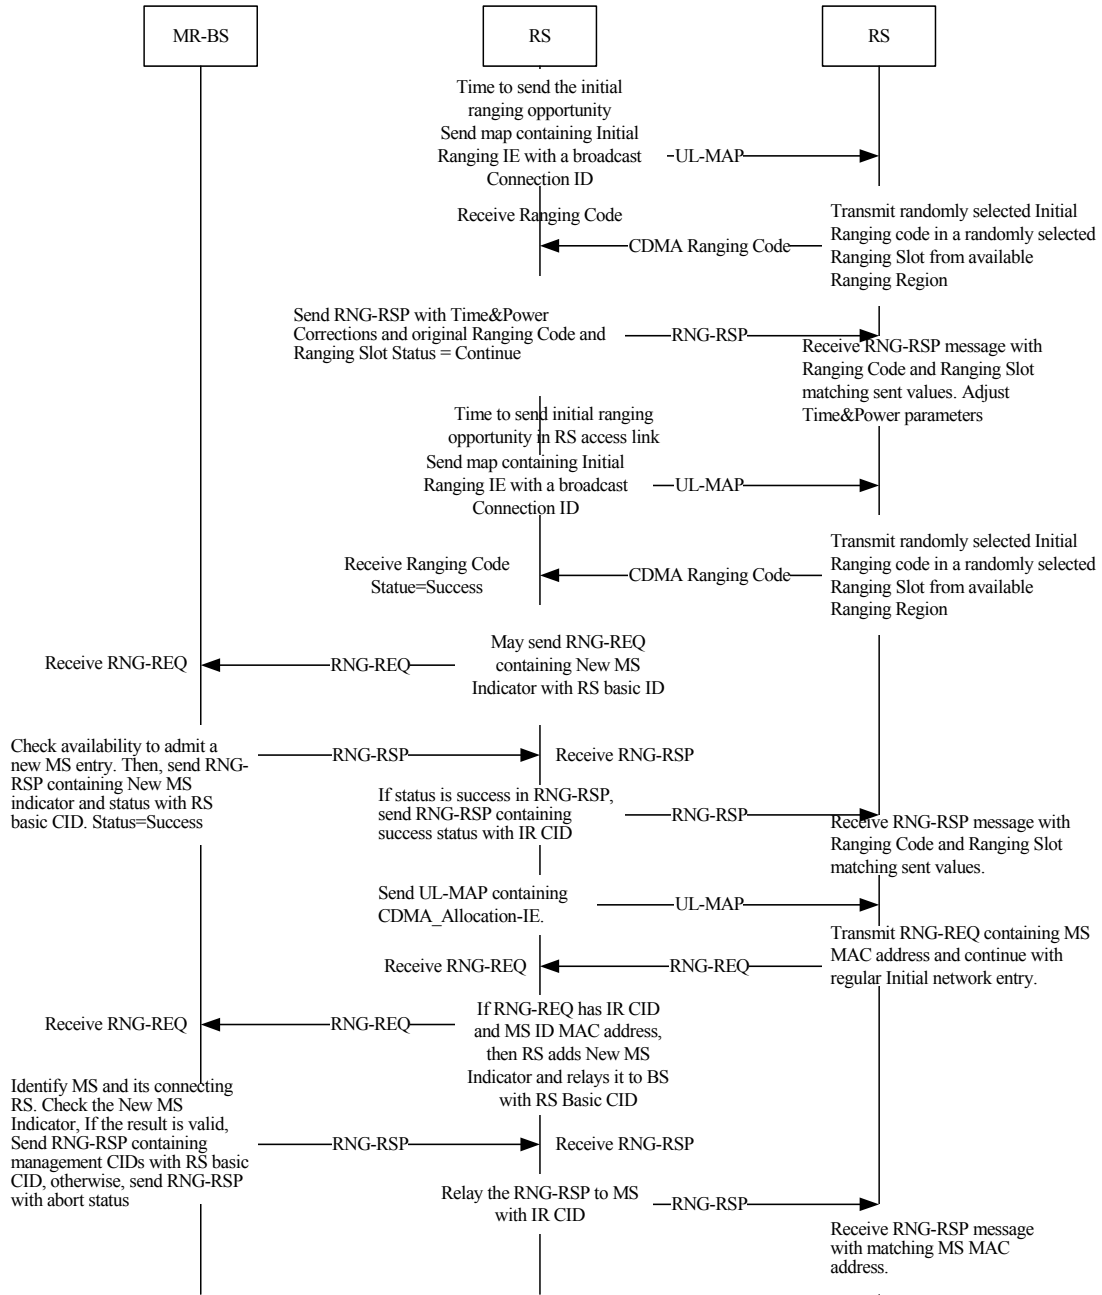 MR-BS
RS
RS
Time to send the initial
ranging opportunity
Send map containing Initial
Ranging IE with a broadcast
Connection ID
UL-MAP
Receive Ranging Code
CDMA Ranging Code
Transmit randomly selected Initial
Ranging code in a randomly selected
Ranging Slot from available
Ranging Region
Send RNG-RSP with Time&Power
Corrections and original Ranging Code and
Ranging Slot Status = Continue
RNG-RSP
Receive RNG-RSP message with
Ranging Code and Ranging Slot
matching sent values. Adjust
Time&Power parameters
Time to send initial ranging
opportunity in RS access link
Send map containing Initial
Ranging IE with a broadcast
Connection ID
UL-MAP
Receive Ranging Code
Statue=Success
CDMA Ranging Code
Transmit randomly selected Initial
Ranging code in a randomly selected
Ranging Slot from available
Ranging Region
Receive RNG-REQ
RNG-REQ
May send RNG-REQ
containing New MS
Indicator with RS basic ID
Check availability to admit a
new MS entry. Then, send RNG-
RSP containing New MS
indicator and status with RS
basic CID. Status=Success
RNG-RSP
Receive RNG-RSP
If status is success in RNG-RSP,
send RNG-RSP containing
success status with IR CID
RNG-RSP
Receive RNG-RSP message with
Ranging Code and Ranging Slot
matching sent values.
Send UL-MAP containing
CDMA_Allocation-IE.
UL-MAP
Transmit RNG-REQ containing MS
MAC address and continue with
regular Initial network entry.
Receive RNG-REQ
RNG-REQ
Receive RNG-REQ
RNG-REQ
If RNG-REQ has IR CID
and MS ID MAC address,
then RS adds New MS
Indicator and relays it to BS
with RS Basic CID
Identify MS and its connecting
RS. Check the New MS
Indicator, If the result is valid,
Send RNG-RSP containing
management CIDs with RS basic
CID, otherwise, send RNG-RSP
with abort status
RNG-RSP
Receive RNG-RSP
Relay the RNG-RSP to MS
with IR CID
RNG-RSP
Receive RNG-RSP message
with matching MS MAC
address.